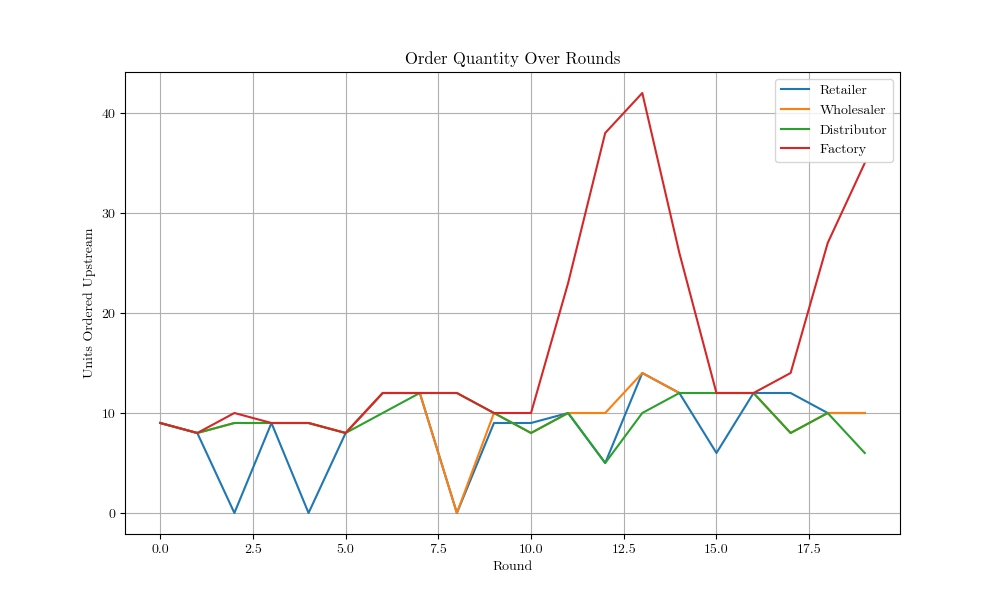 Order Quantity Over Rounds
Units Ordered Upstream
40
30
20
10
0
0.0 2.5 5.0 7.5 10.0 12.5 15.0 17.5
Round
Retailer
Wholesaler
Distributor
Factory